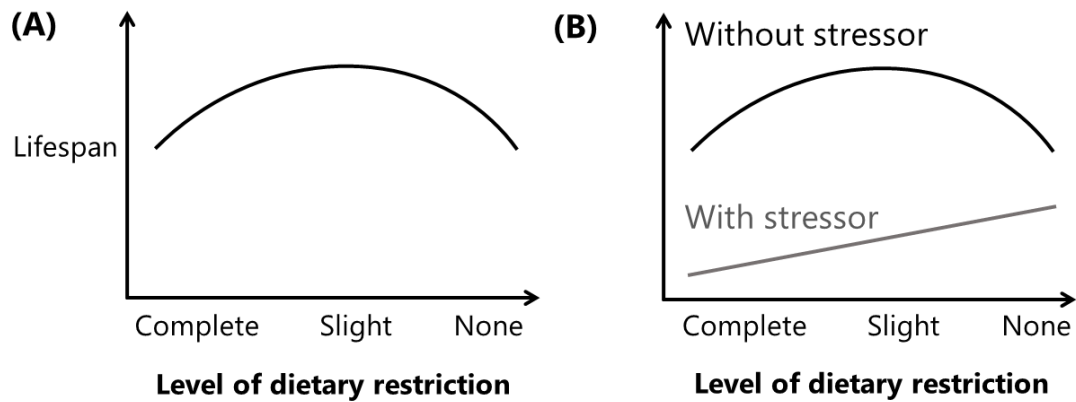 (A)
Lifespan
Complete
Slight
None
Level of dietary restriction
(B)
Without stressor
With stressor
Complete
Slight
None
Level of dietary restriction